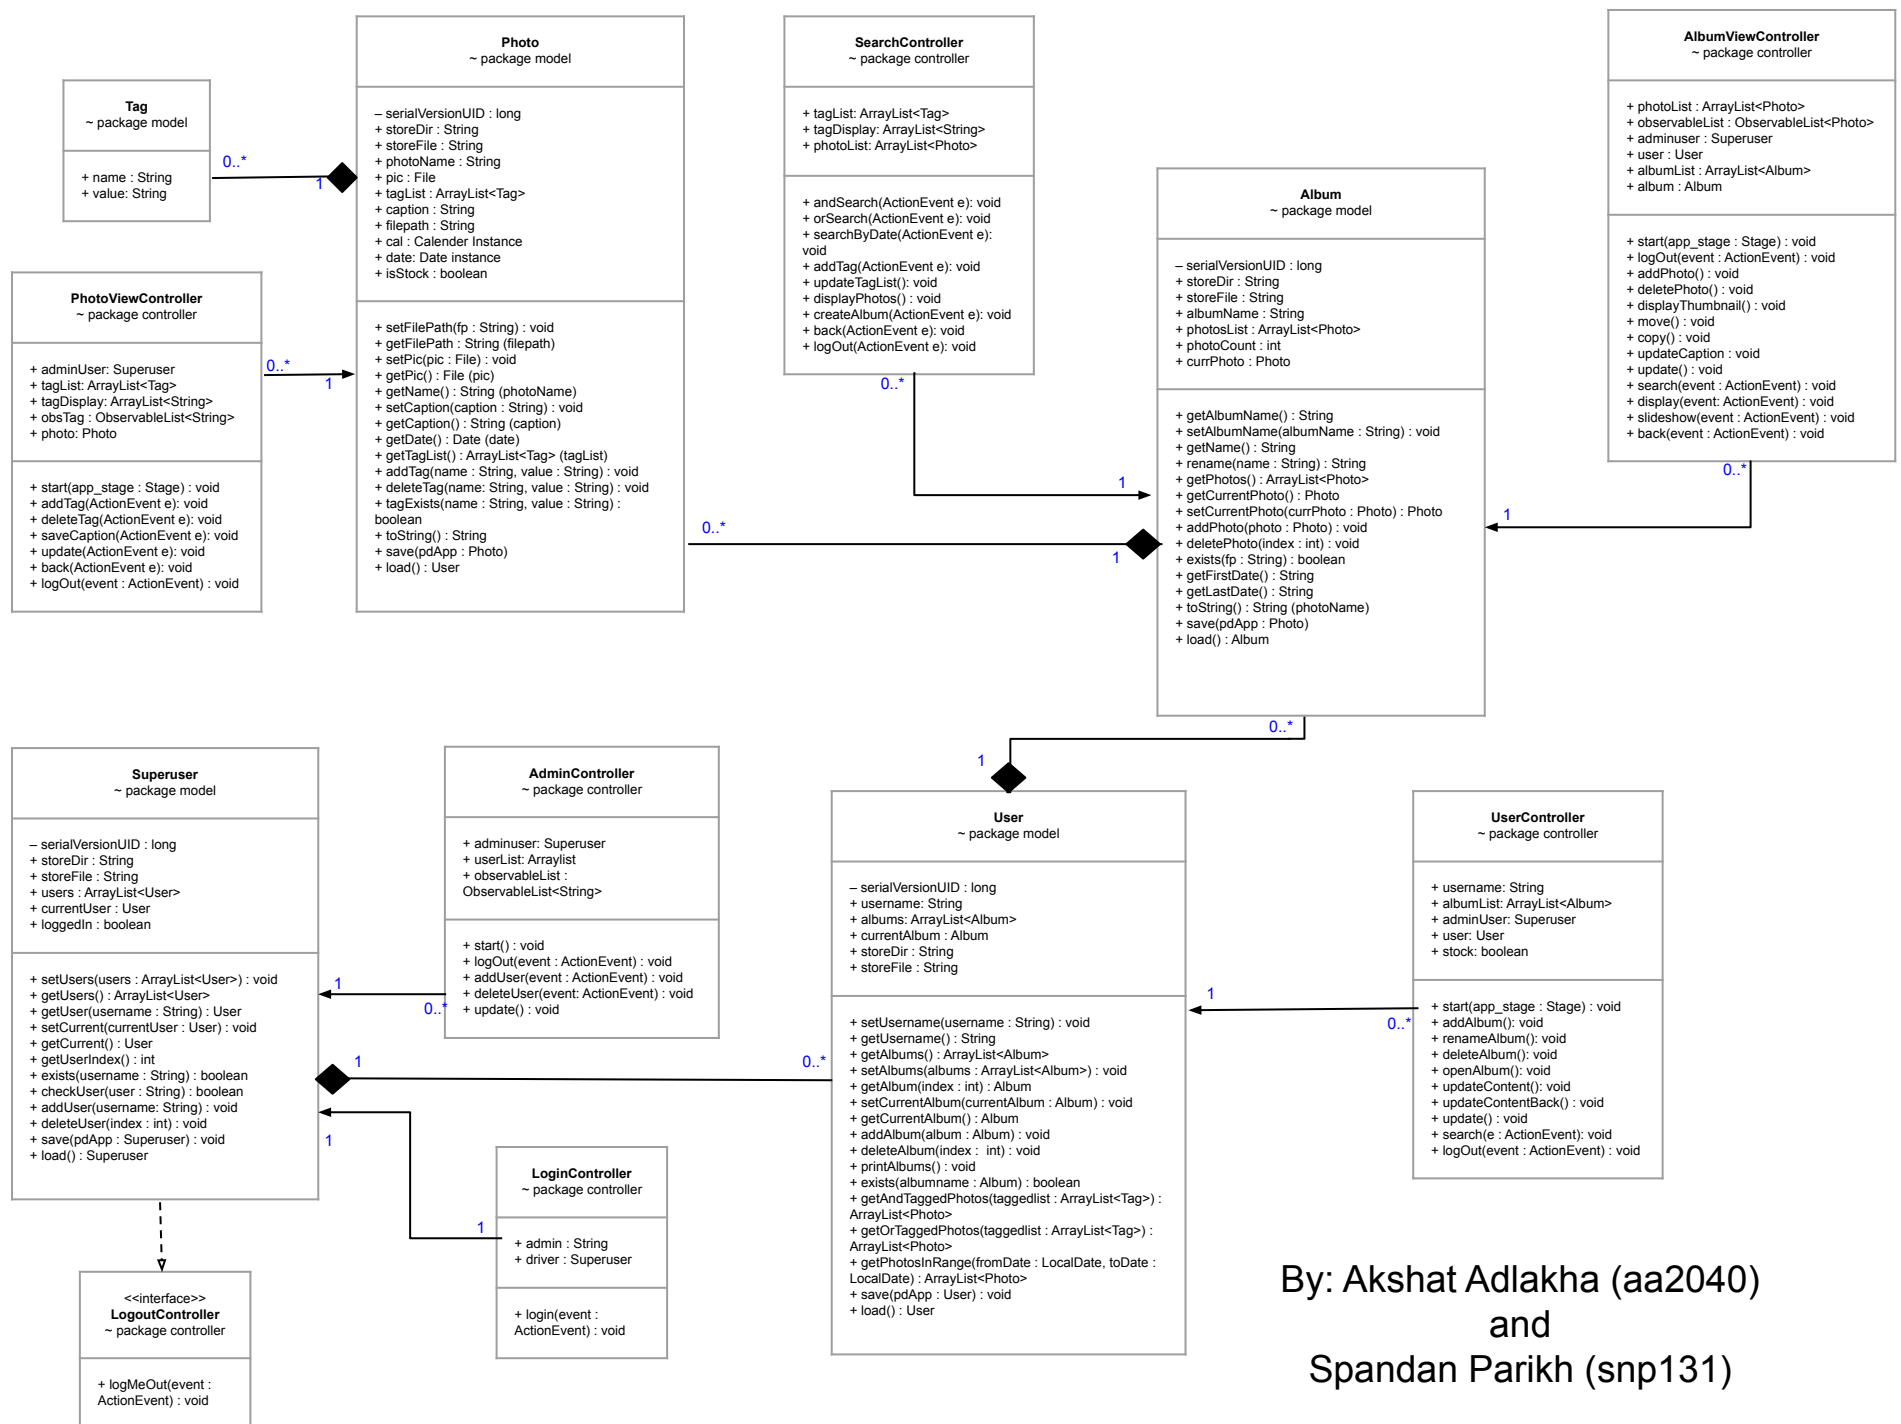 Photo
~ package model
– serialVersionUID : long
+ storeDir : String
+ storeFile : String
+ photoName : String
+ pic : File
+ tagList : ArrayList<Tag>
+ caption : String
+ filepath : String
+ cal : Calender Instance
+ date: Date instance
+ isStock : boolean
+ setFilePath(fp : String) : void
+ getFilePath : String (filepath)
+ setPic(pic : File) : void
+ getPic() : File (pic)
+ getName() : String (photoName)
+ setCaption(caption : String) : void
+ getCaption() : String (caption)
+ getDate() : Date (date)
+ getTagList() : ArrayList<Tag> (tagList)
+ addTag(name : String, value : String) : void
+ deleteTag(name: String, value : String) : void
+ tagExists(name : String, value : String) :
boolean
+ toString() : String
+ save(pdApp : Photo)
+ load() : User
SearchController
~ package controller
+ tagList: ArrayList<Tag>
+ tagDisplay: ArrayList<String>
+ photoList: ArrayList<Photo>
+ andSearch(ActionEvent e): void
+ orSearch(ActionEvent e): void
+ searchByDate(ActionEvent e):
void
+ addTag(ActionEvent e): void
+ updateTagList(): void
+ displayPhotos() : void
+ createAlbum(ActionEvent e): void
+ back(ActionEvent e): void
+ logOut(ActionEvent e): void
0..*
1
AlbumViewController
~ package controller
+ photoList : ArrayList<Photo>
+ observableList : ObservableList<Photo>
+ adminuser : Superuser
+ user : User
+ albumList : ArrayList<Album>
+ album : Album
+ start(app_stage : Stage) : void
+ logOut(event : ActionEvent) : void
+ addPhoto() : void
+ deletePhoto() : void
+ displayThumbnail() : void
+ move() : void
+ copy() : void
+ updateCaption : void
+ update() : void
+ search(event : ActionEvent) : void
+ display(event: ActionEvent) : void
+ slideshow(event : ActionEvent) : void
+ back(event : ActionEvent) : void
0..*
1
Tag
~ package model
+ name : String
+ value: String
0..*
1
PhotoViewController
~ package controller
+ adminUser: Superuser
+ tagList: ArrayList<Tag>
+ tagDisplay: ArrayList<String>
+ obsTag : ObservableList<String>
+ photo: Photo
+ start(app_stage : Stage) : void
+ addTag(ActionEvent e): void
+ deleteTag(ActionEvent e): void
+ saveCaption(ActionEvent e): void
+ update(ActionEvent e): void
+ back(ActionEvent e): void
+ logOut(event : ActionEvent) : void
0..*
1
Album
~ package model
– serialVersionUID : long
+ storeDir : String
+ storeFile : String
+ albumName : String
+ photosList : ArrayList<Photo>
+ photoCount : int
+ currPhoto : Photo
+ getAlbumName() : String
+ setAlbumName(albumName : String) : void
+ getName() : String
+ rename(name : String) : String
+ getPhotos() : ArrayList<Photo>
+ getCurrentPhoto() : Photo
+ setCurrentPhoto(currPhoto : Photo) : Photo
+ addPhoto(photo : Photo) : void
+ deletePhoto(index : int) : void
+ exists(fp : String) : boolean
+ getFirstDate() : String
+ getLastDate() : String
+ toString() : String (photoName)
+ save(pdApp : Photo)
+ load() : Album
0..*
1
0..*
1
Superuser
~ package model
– serialVersionUID : long
+ storeDir : String
+ storeFile : String
+ users : ArrayList<User>
+ currentUser : User
+ loggedIn : boolean
+ setUsers(users : ArrayList<User>) : void
+ getUsers() : ArrayList<User>
+ getUser(username : String) : User
+ setCurrent(currentUser : User) : void
+ getCurrent() : User
+ getUserIndex() : int
+ exists(username : String) : boolean
+ checkUser(user : String) : boolean
+ addUser(username: String) : void
+ deleteUser(index : int) : void
+ save(pdApp : Superuser) : void
+ load() : Superuser
AdminController
~ package controller
+ adminuser: Superuser
+ userList: Arraylist
+ observableList :
ObservableList<String>
+ start() : void
+ logOut(event : ActionEvent) : void
+ addUser(event : ActionEvent) : void
+ deleteUser(event: ActionEvent) : void
+ update() : void
1
0..*
1
0..*
1
1
User
~ package model
– serialVersionUID : long
+ username: String
+ albums: ArrayList<Album>
+ currentAlbum : Album
+ storeDir : String
+ storeFile : String
+ setUsername(username : String) : void
+ getUsername() : String
+ getAlbums() : ArrayList<Album>
+ setAlbums(albums : ArrayList<Album>) : void
+ getAlbum(index : int) : Album
+ setCurrentAlbum(currentAlbum : Album) : void
+ getCurrentAlbum() : Album
+ addAlbum(album : Album) : void
+ deleteAlbum(index :  int) : void
+ printAlbums() : void
+ exists(albumname : Album) : boolean
+ getAndTaggedPhotos(taggedlist : ArrayList<Tag>) :
ArrayList<Photo>
+ getOrTaggedPhotos(taggedlist : ArrayList<Tag>) :
ArrayList<Photo>
+ getPhotosInRange(fromDate : LocalDate, toDate :
LocalDate) : ArrayList<Photo>
+ save(pdApp : User) : void
+ load() : User
UserController
~ package controller
+ username: String
+ albumList: ArrayList<Album>
+ adminUser: Superuser
+ user: User
+ stock: boolean
+ start(app_stage : Stage) : void
+ addAlbum(): void
+ renameAlbum(): void
+ deleteAlbum(): void
+ openAlbum(): void
+ updateContent(): void
+ updateContentBack(): void
+ update() : void
+ search(e : ActionEvent): void
+ logOut(event : ActionEvent) : void
1
0..*
LoginController
~ package controller
+ admin : String
+ driver : Superuser
+ login(event :
ActionEvent) : void
<<interface>>
LogoutController
~ package controller
+ logMeOut(event :
ActionEvent) : void
By: Akshat Adlakha (aa2040)
and
Spandan Parikh (snp131)